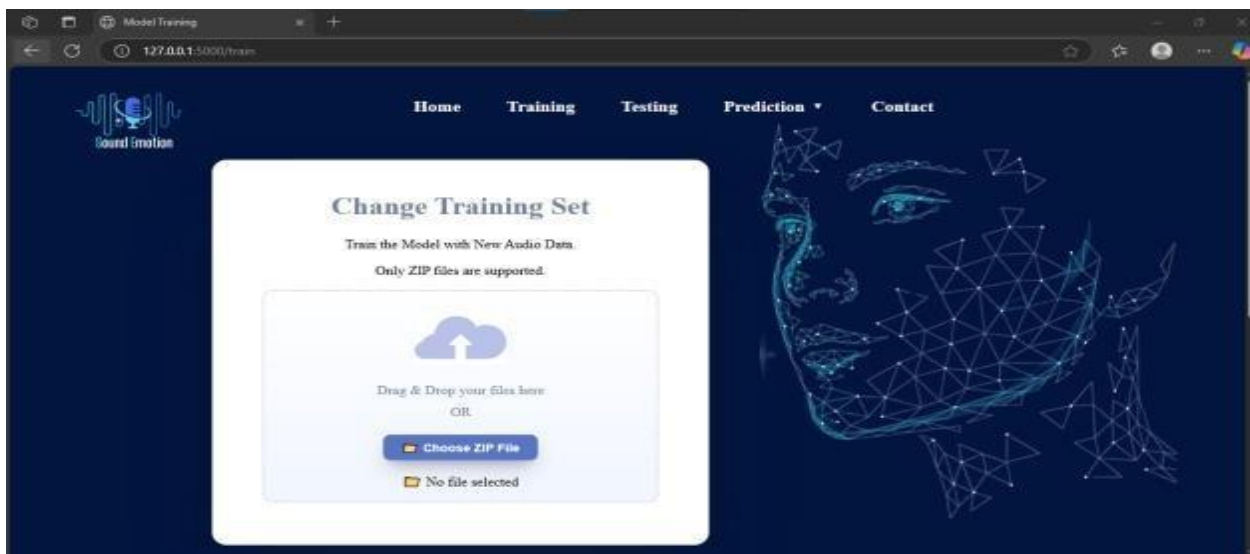 Model Training
127.0.0.1:5000/train
Sound Emotion
Home Training Testing Prediction Contact
Change Training Set
Train the Model with New Audio Data.
Only ZIP files are supported.
Drag & Drop your files here
OR
Choose ZIP File
No file selected